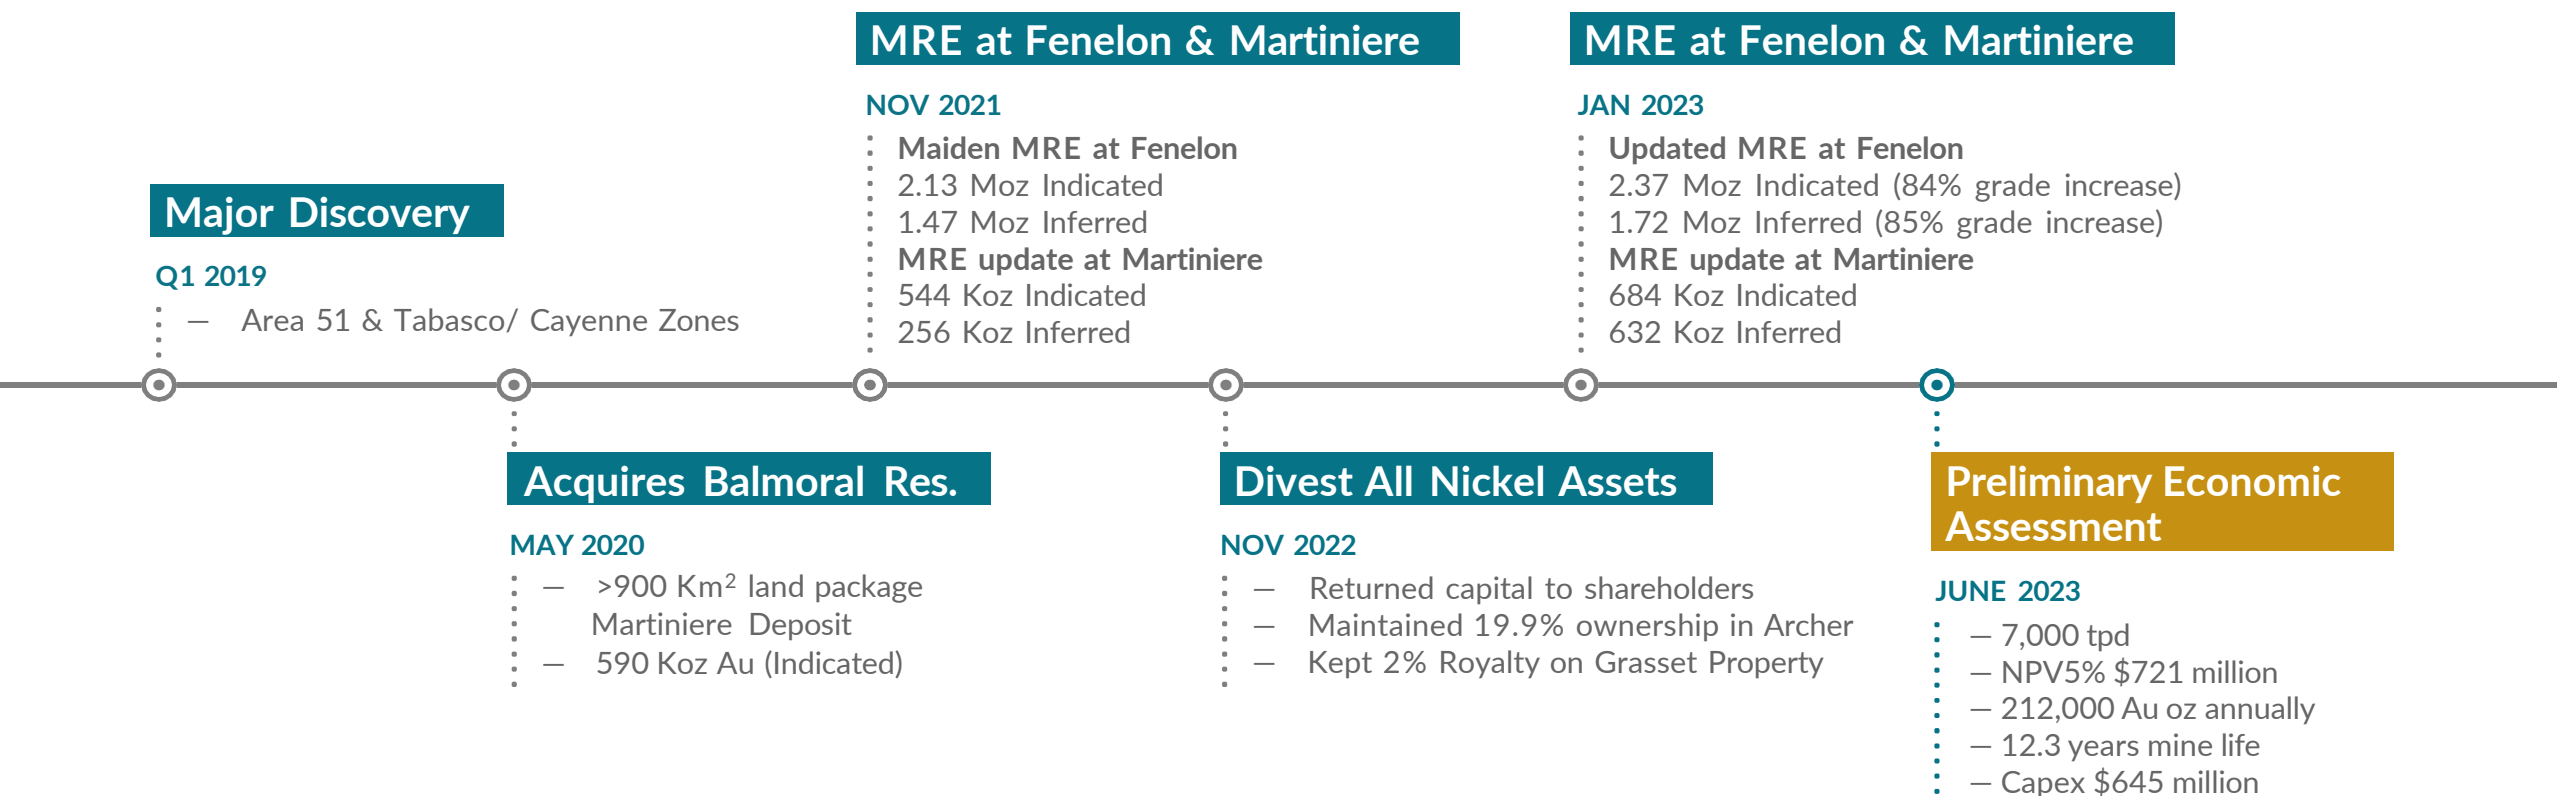 Major Discovery
Q1 2019
— Area 51 & Tabasco/ Cayenne Zones
Acquires Balmoral Res.
MAY 2020
— >900 Km² land package
Martiniere Deposit
— 590 Koz Au (Indicated)
MRE at Fenelon & Martiniere
NOV 2021
Maiden MRE at Fenelon
2.13 Moz Indicated
1.47 Moz Inferred
MRE update at Martiniere
544 Koz Indicated
256 Koz Inferred
Divest All Nickel Assets
NOV 2022
— Returned capital to shareholders
— Maintained 19.9% ownership in Archer
— Kept 2% Royalty on Grasset Property
MRE at Fenelon & Martiniere
JAN 2023
Updated MRE at Fenelon
2.37 Moz Indicated (84% grade increase)
1.72 Moz Inferred (85% grade increase)
MRE update at Martiniere
684 Koz Indicated
632 Koz Inferred
Preliminary Economic
Assessment
JUNE 2023
— 7,000 tpd
— NPV5% $721 million
— 212,000 Au oz annually
— 12.3 years mine life
— Capex $645 million